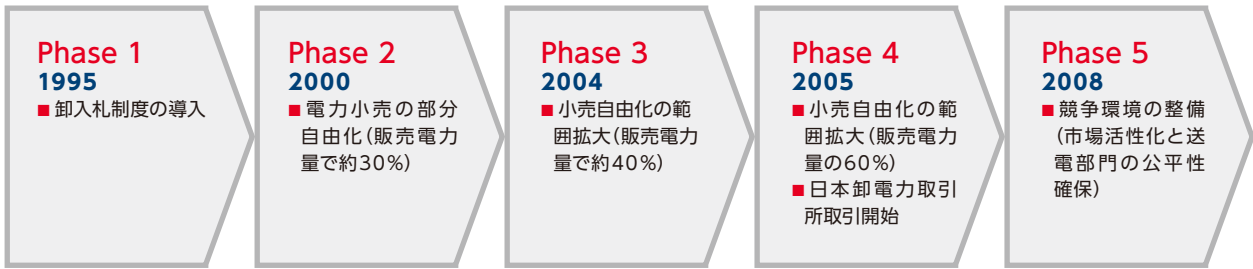 Phase 1
1995
■ 卸入札制度の導入
Phase 2
2000
■ 電力小売の部分
自由化(販売電力
量で約30%)
Phase 3
2004
■ 小売自由化の範
囲拡大(販売電力
量で約40%)
Phase 4
2005
■ 小売自由化の範
囲拡大(販売電力
量の60%)
■ 日本卸電力取引
所取引開始
Phase 5
2008
■ 競争環境の整備
(市場活性化と送
電部門の公平性
確保)